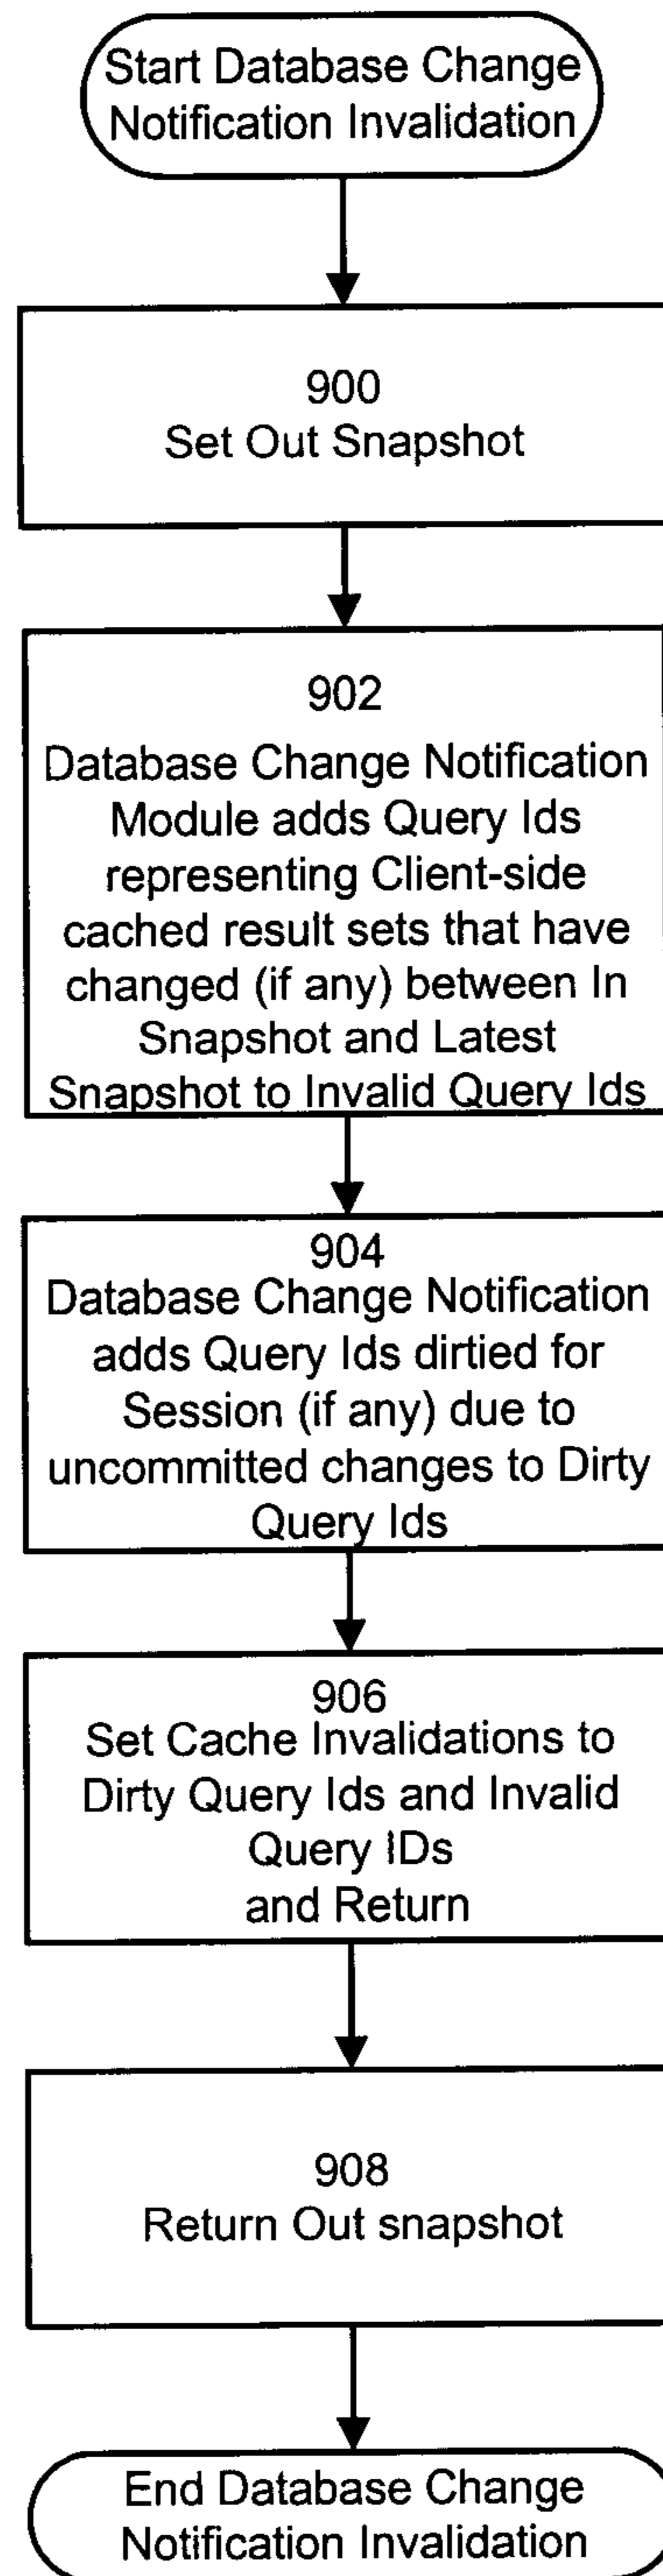 Start Database Change
Notification Invalidation
900
Set Out Snapshot
902
Database Change Notification
Module adds Query Ids
representing Client-side
cached result sets that have
changed (if any) between In
Snapshot and Latest
Snapshot to Invalid Query Ids
904
Database Change Notification
adds Query Ids dirtied for
Session (if any) due to
uncommitted changes to Dirty
Query Ids
906
Set Cache Invalidations to
Dirty Query Ids and Invalid
Query IDs
and Return
908
Return Out snapshot
End Database Change
Notification Invalidation